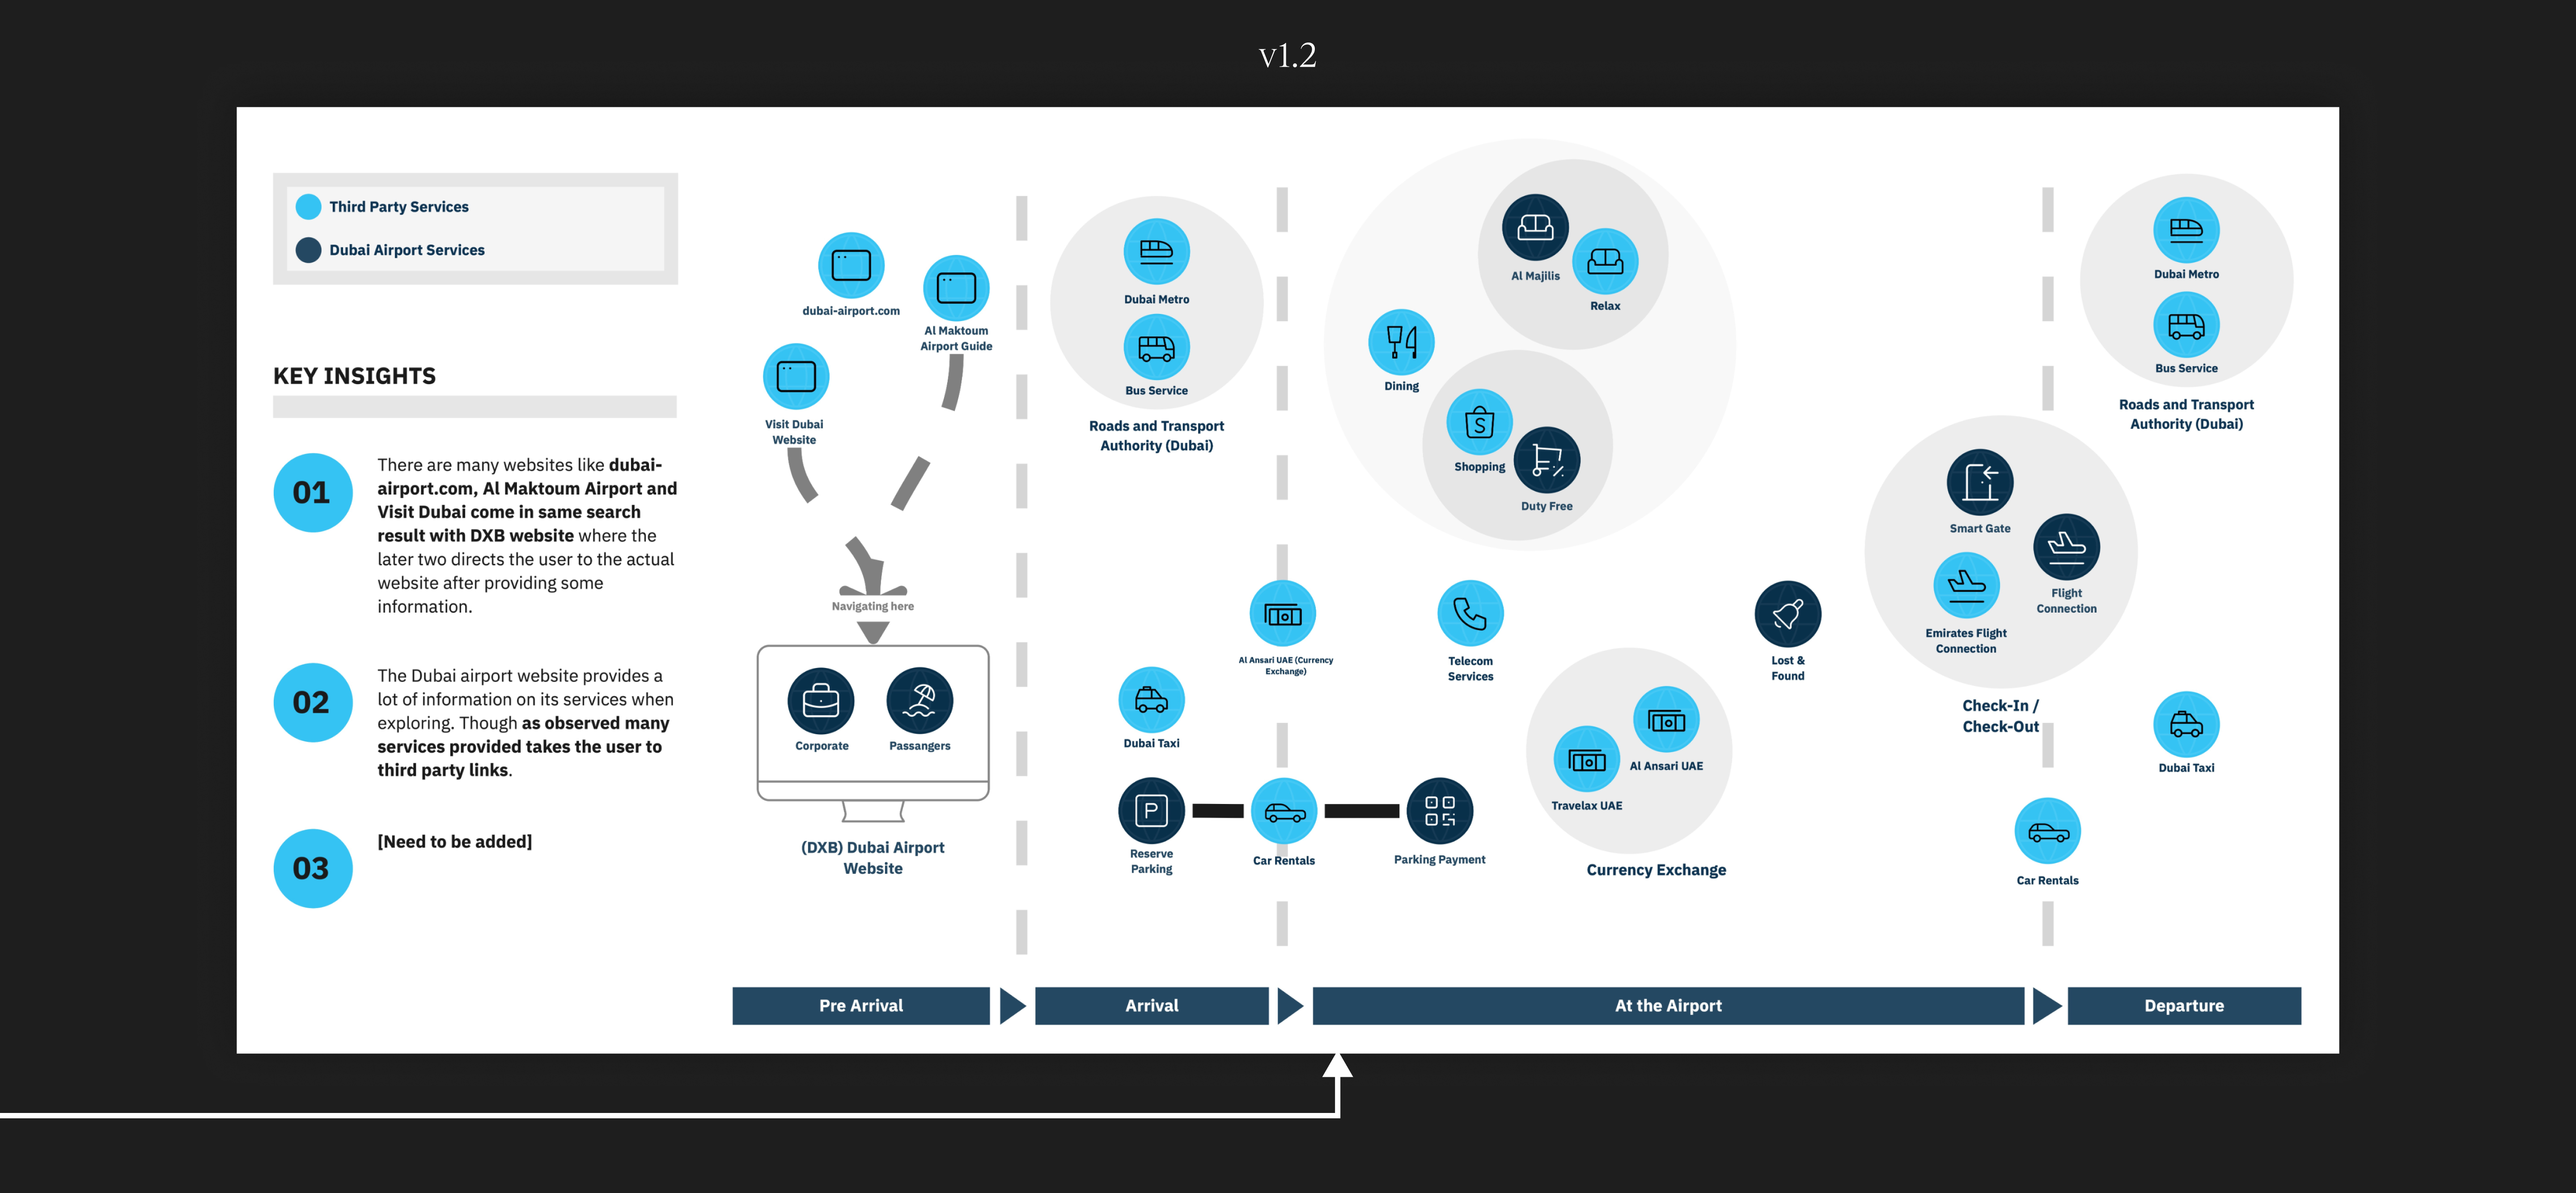 v1.2
Third Party Services
Dubai Airport Services
KEY INSIGHTS
01
There are many websites like dubai-
airport.com, Al Maktoum Airport and
Visit Dubai come in same search
result with DXB website where the
later two directs the user to the actual
website after providing some
information.
02
The Dubai airport website provides a
lot of information on its services when
exploring. Though as observed many
services provided takes the user to
third party links.
03
[Need to be added]
dubai-airport.com
Al Maktoum
Airport Guide
Visit Dubai
Website
Navigating here
Corporate
Passangers
(DXB) Dubai Airport
Website
Dubai Metro
Bus Service
Roads and Transport
Authority (Dubai)
Al Ansari UAE (Currency
Exchange)
Dubai Taxi
P
Reserve
Parking
Car Rentals
Parking Payment
Al Majilis
Relax
Dining
S
Shopping
Duty Free
Telecom
Services
Travelax UAE
Al Ansari UAE
Currency Exchange
Lost &
Found
Smart Gate
Flight
Connection
Emirates Flight
Connection
Check-In /
Check-Out
Dubai Metro
Bus Service
Roads and Transport
Authority (Dubai)
Dubai Taxi
Car Rentals
Pre Arrival
Arrival
At the Airport
Departure